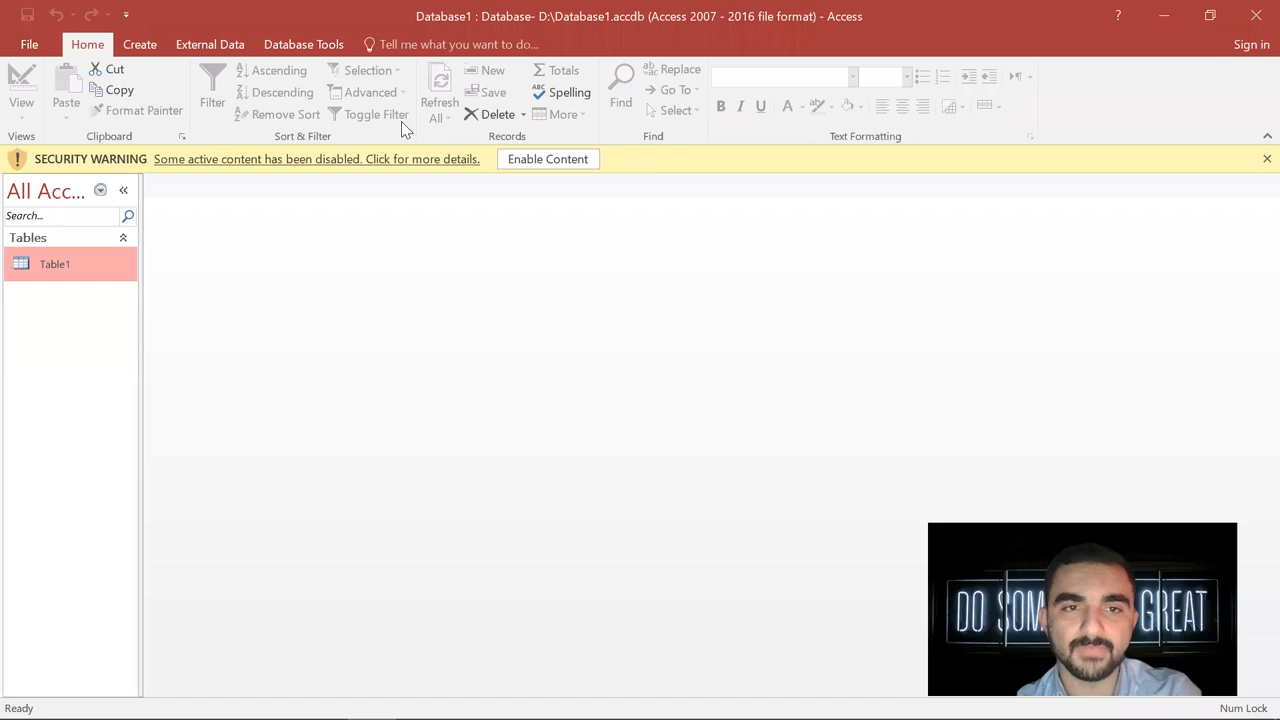 Database1 : Database- D:\Database1.accdb (Access 2007 - 2016 file format) - Access
?
File Home Create External Data Database Tools Tell me what you want to do... Sign in
View
Views
Paste
Cut
Copy
Format Painter
Clipboard
Filter
Ascending
Descending
Remove Sort
Selection
Advanced
Toggle Filter
Sort & Filter
Refresh
All
New
Save
Delete
Totals
Spelling
More
Records
Find
Replace
Go To
Select
Find
B I U A
Text Formatting
SECURITY WARNING Some active content has been disabled. Click for more details. Enable Content
All Acc...
Search...
Tables
Table1
DO SOM GREAT
Ready Num Lock